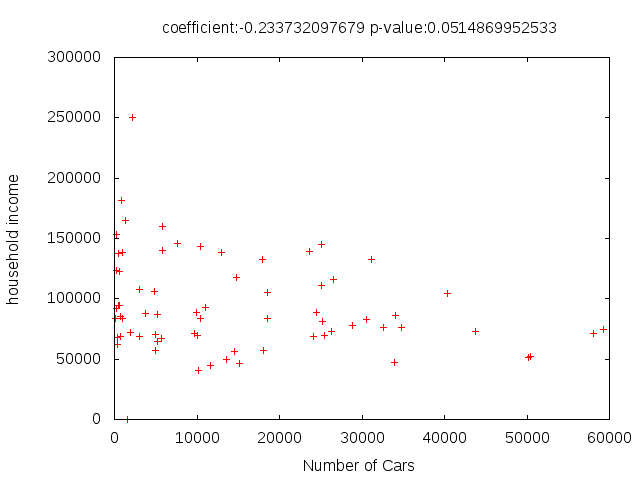 coefficient:-0.233732097679 p-value:0.0514869952533
300000
250000
200000
150000
100000
50000
0
household income
0 10000 20000 30000 40000 50000 60000
Number of Cars